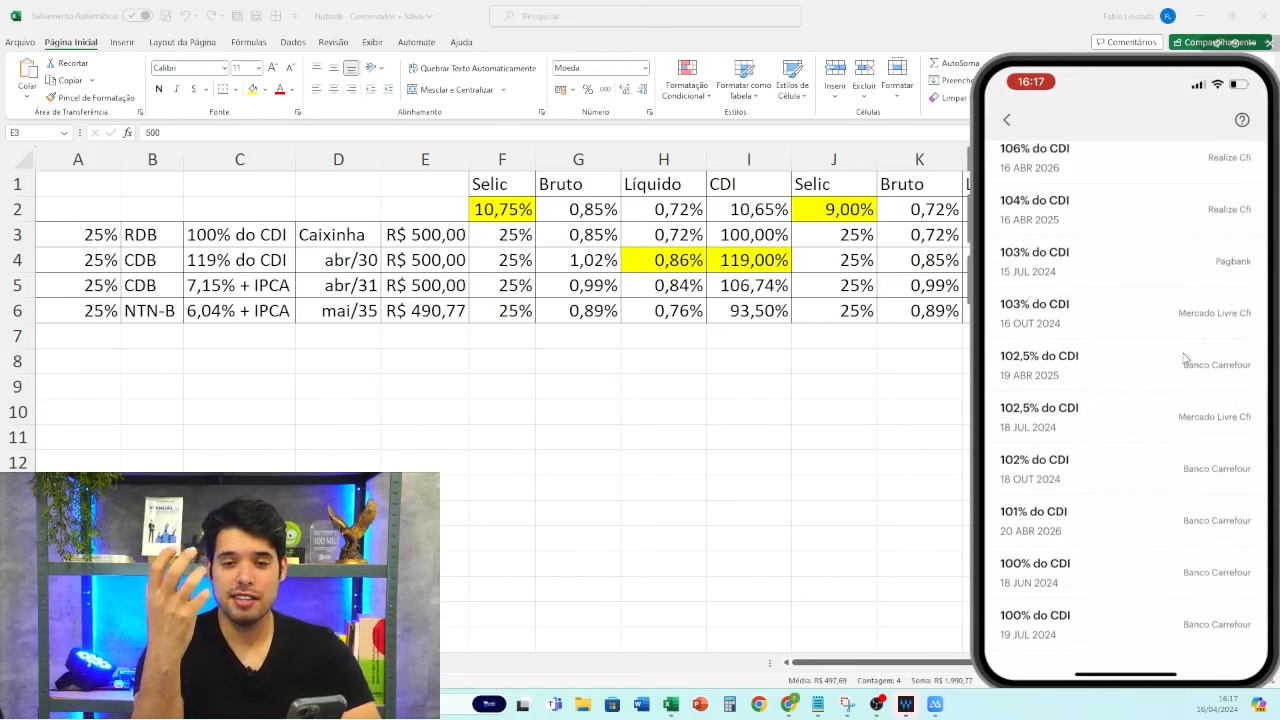 Salvamento Automático
Nubank - Conservador - Salvo
Pesquisar
Fabio Louzada
FL
Arquivo
Página Inicial
Inserir
Layout da Página
Fórmulas
Dados
Revisão
Exibir
Automate
Ajuda
Comentários
Colar
Recortar
Copiar
Pincel de Formatação
Área de Transferência
Calibri
11
N
I
S
Fonte
Quebrar Texto Automaticamente
Mesclar e Centralizar
Alinhamento
Moeda
Número
Formatação Condicional
Formatar como Tabela
Estilos de Célula
Estilos
Inserir
Excluir
Formatar
Células
AutoSoma
Limpar
E3
fx
500
A B C D E F G H I J K
1 Selic Bruto Líquido CDI Selic Bruto
2 10,75% 0,85% 0,72% 10,65% 9,00% 0,72%
3 25% RDB 100% do CDI Caixinha R$ 500,00 25% 0,85% 0,72% 100,00% 25% 0,72%
4 25% CDB 119% do CDI abr/30 R$ 500,00 25% 1,02% 0,86% 119,00% 25% 0,85%
5 25% CDB 7,15% + IPCA abr/31 R$ 500,00 25% 0,99% 0,84% 106,74% 25% 0,99%
6 25% NTN-B 6,04% + IPCA mai/35 R$ 490,77 25% 0,89% 0,76% 93,50% 25% 0,89%
7
8
9
10
11
12
16:17
106% do CDI
16 ABR 2026
Realize Cfi
104% do CDI
16 ABR 2025
Realize Cfi
103% do CDI
15 JUL 2024
Pagbank
103% do CDI
16 OUT 2024
Mercado Livre Cfi
102,5% do CDI
19 ABR 2025
Banco Carrefour
102,5% do CDI
18 JUL 2024
Mercado Livre Cfi
102% do CDI
18 OUT 2024
Banco Carrefour
101% do CDI
20 ABR 2026
Banco Carrefour
100% do CDI
18 JUN 2024
Banco Carrefour
100% do CDI
19 JUL 2024
Banco Carrefour
MANUAL
100 MIL
Média: R$ 497,69 Contagem: 4 Soma: R$ 1.990,77
16:17
16/04/2024